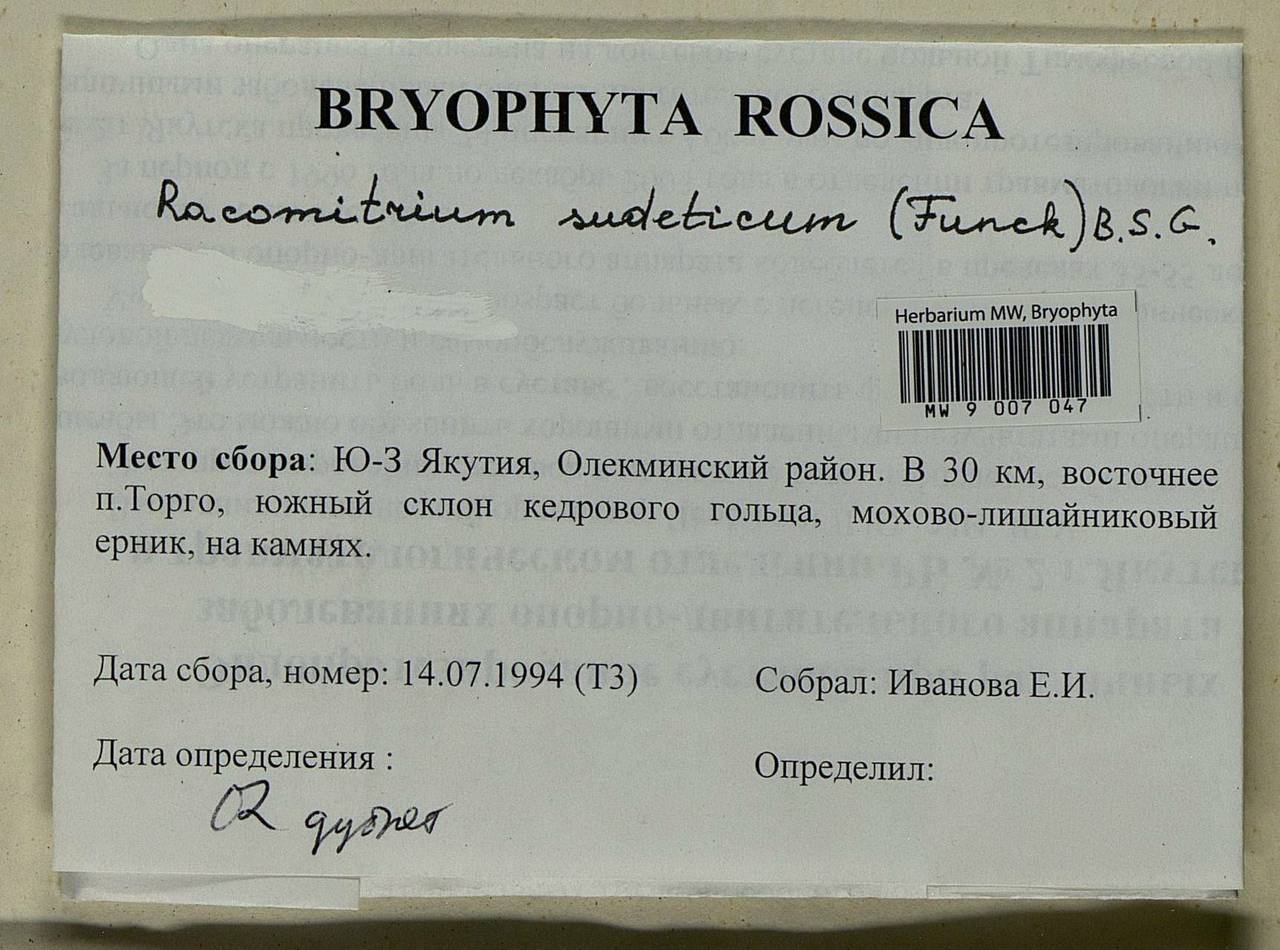 BRYOPHYTA ROSSICA
Racomitrium sudeticum (Funck) B.S.G.
Herbarium MW, Bryophyta
MW 9 007 047
Место сбора: Ю-З Якутия, Олекминский район. В 30 км, восточнее
п.Торго, южный склон кедрового гольца, мохово-лишайниковый
ерник, на камнях.
Дата сбора, номер: 14.07.1994 (Т3) Собрал: Иванова Е.И.
Дата определения : Определил:
дублет